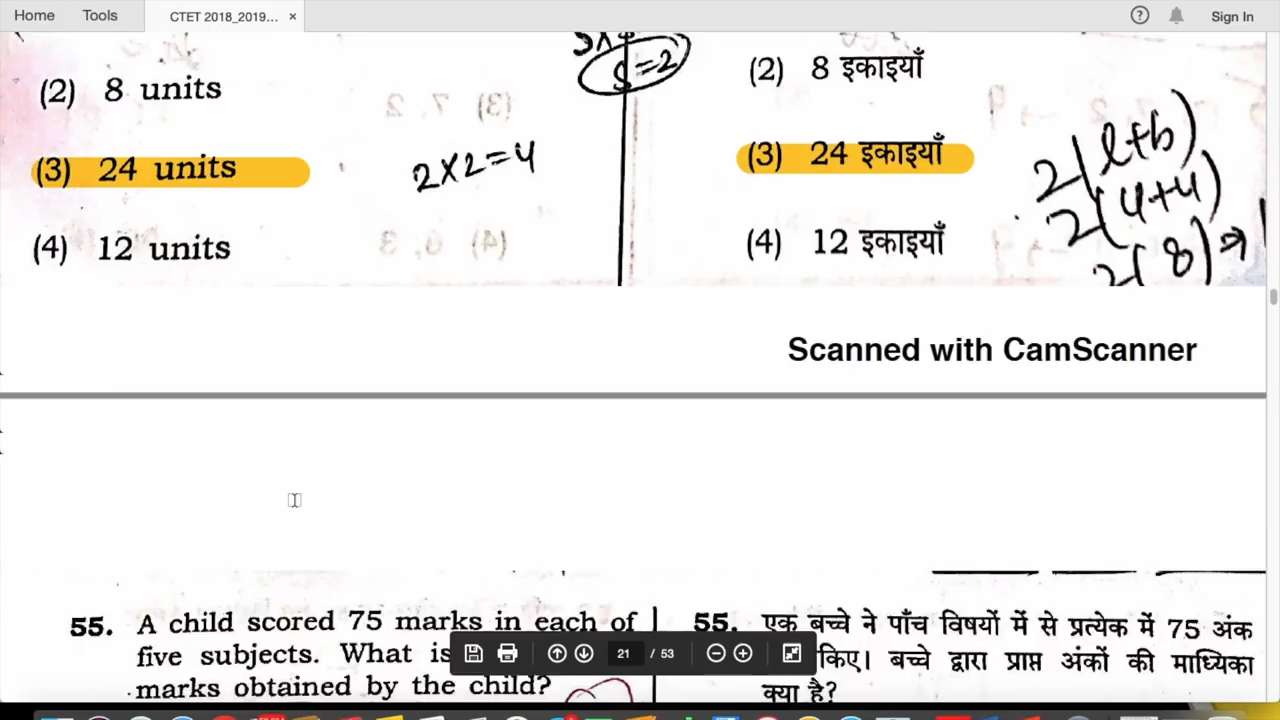 Home Tools CTET 2018_2019... × Sign In
S=2
(2) 8 units
(3) 24 units
2×2=4
(4) 12 units
(2) 8 इकाइयाँ
(3) 24 इकाइयाँ
(4) 12 इकाइयाँ
2(l+b)
2(4+4)
2(8)⇒
Scanned with CamScanner
55. A child scored 75 marks in each of
five subjects. What is
marks obtained by the child?
55. एक बच्चे ने पाँच विषयों में से प्रत्येक में 75 अंक
किए। बच्चे द्वारा प्राप्त अंकों की माध्यिका
क्या है?
21 / 53